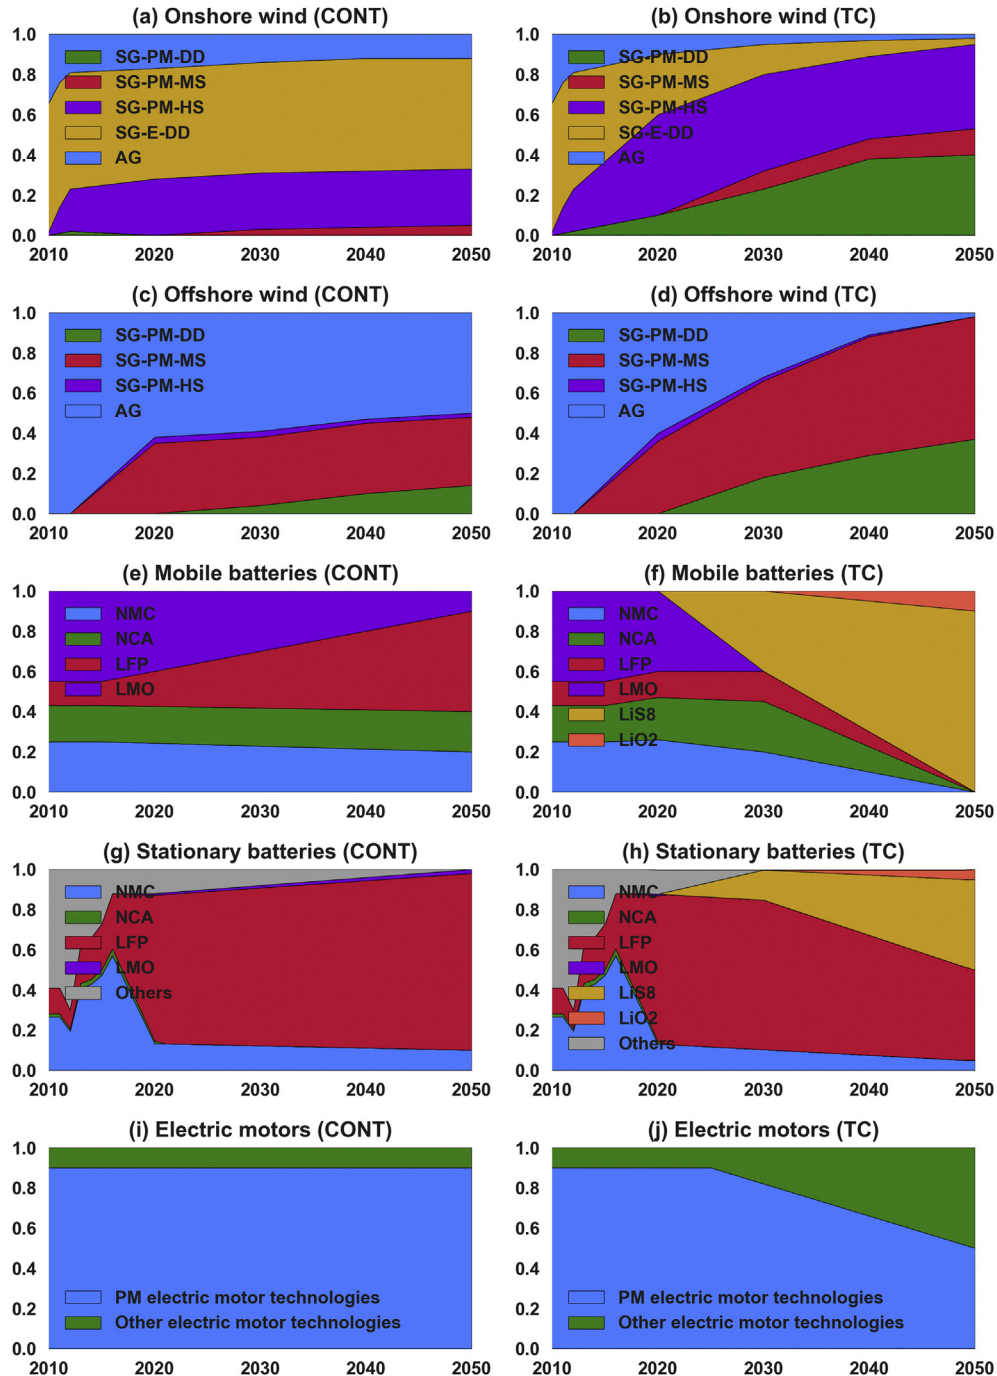 (a) Onshore wind (CONT)
1.0
0.8
0.6
0.4
0.2
0.0
SG-PM-DD
SG-PM-MS
SG-PM-HS
SG-E-DD
AG
2010 2020 2030 2040 2050
(b) Onshore wind (TC)
1.0
0.8
0.6
0.4
0.2
0.0
SG-PM-DD
SG-PM-MS
SG-PM-HS
SG-E-DD
AG
2010 2020 2030 2040 2050
(c) Offshore wind (CONT)
1.0
0.8
0.6
0.4
0.2
0.0
SG-PM-DD
SG-PM-MS
SG-PM-HS
AG
2010 2020 2030 2040 2050
(d) Offshore wind (TC)
1.0
0.8
0.6
0.4
0.2
0.0
SG-PM-DD
SG-PM-MS
SG-PM-HS
AG
2010 2020 2030 2040 2050
(e) Mobile batteries (CONT)
1.0
0.8
0.6
0.4
0.2
0.0
NMC
NCA
LFP
LMO
2010 2020 2030 2040 2050
(f) Mobile batteries (TC)
1.0
0.8
0.6
0.4
0.2
0.0
NMC
NCA
LFP
LMO
LiS8
LiO2
2010 2020 2030 2040 2050
(g) Stationary batteries (CONT)
1.0
0.8
0.6
0.4
0.2
0.0
NMC
NCA
LFP
LMO
Others
2010 2020 2030 2040 2050
(h) Stationary batteries (TC)
1.0
0.8
0.6
0.4
0.2
0.0
NMC
NCA
LFP
LMO
LiS8
LiO2
Others
2010 2020 2030 2040 2050
(i) Electric motors (CONT)
1.0
0.8
0.6
0.4
0.2
0.0
PM electric motor technologies
Other electric motor technologies
2010 2020 2030 2040 2050
(j) Electric motors (TC)
1.0
0.8
0.6
0.4
0.2
0.0
PM electric motor technologies
Other electric motor technologies
2010 2020 2030 2040 2050